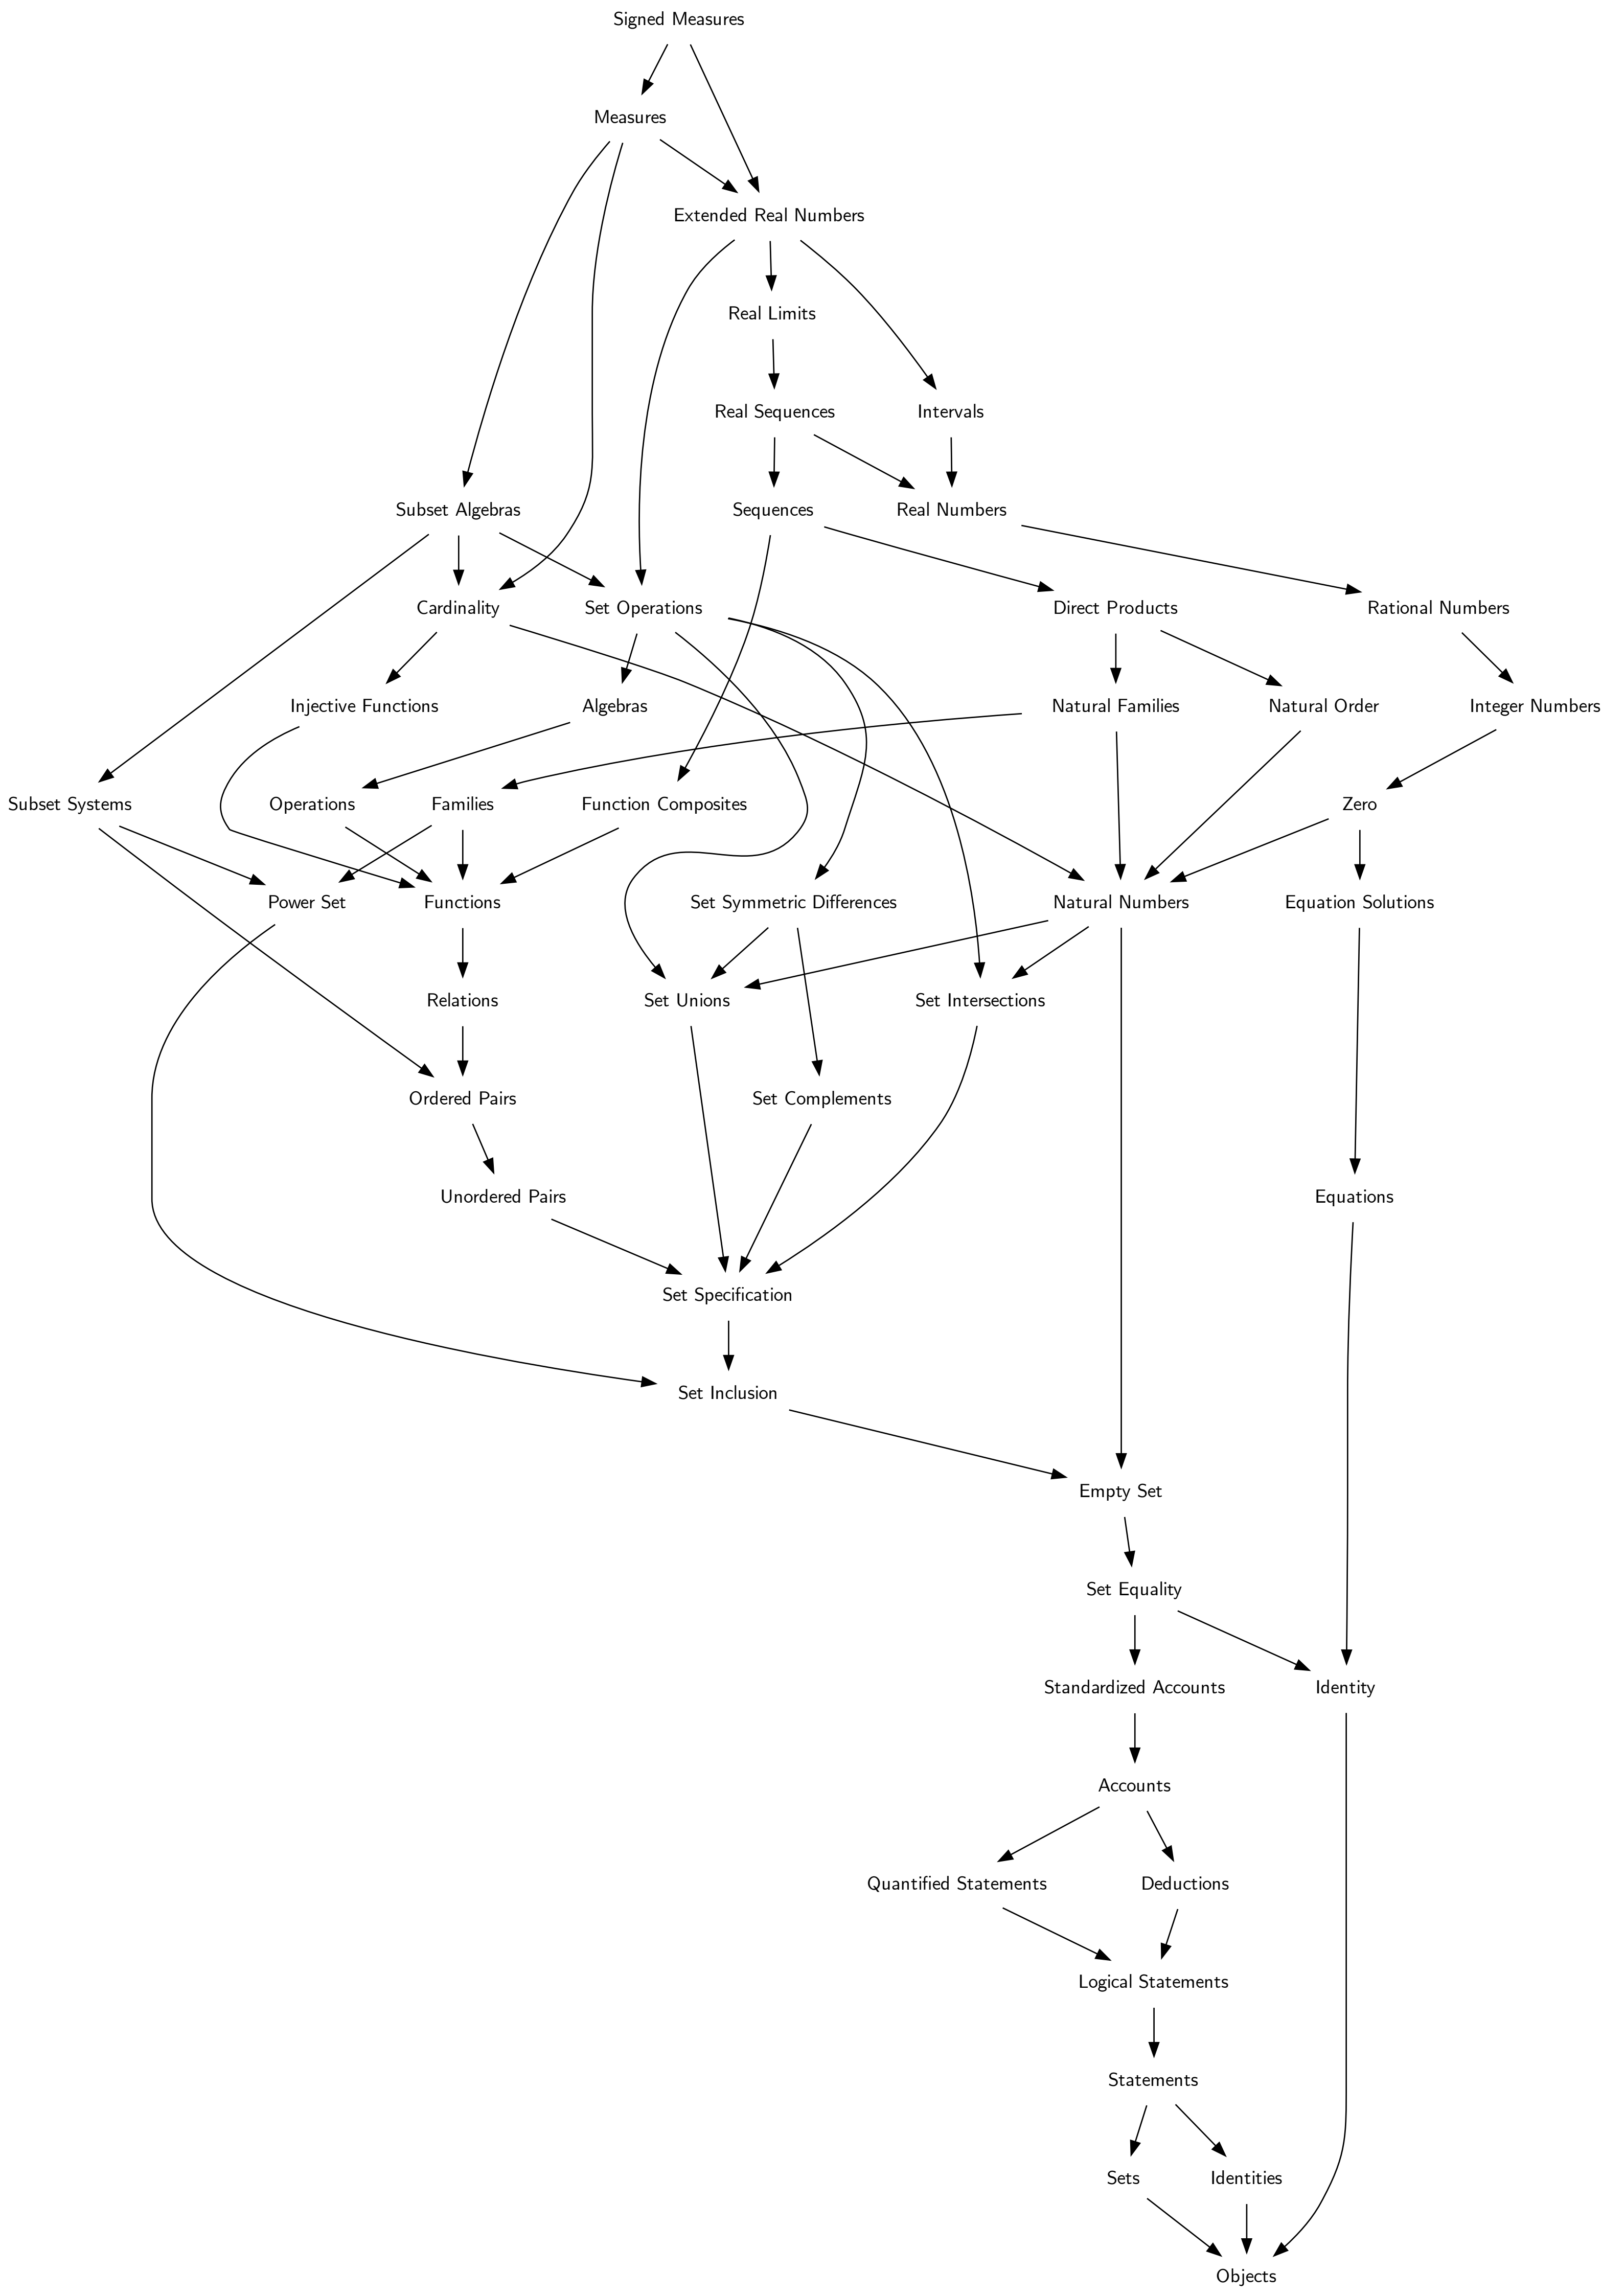 Signed Measures
Measures
Extended Real Numbers
Real Limits
Real Sequences
Intervals
Subset Algebras
Sequences
Real Numbers
Cardinality
Set Operations
Direct Products
Rational Numbers
Injective Functions
Algebras
Natural Families
Natural Order
Integer Numbers
Subset Systems
Operations
Families
Function Composites
Zero
Power Set
Functions
Set Symmetric Differences
Natural Numbers
Equation Solutions
Relations
Set Unions
Set Intersections
Ordered Pairs
Set Complements
Unordered Pairs
Equations
Set Specification
Set Inclusion
Empty Set
Set Equality
Standardized Accounts
Identity
Accounts
Quantified Statements
Deductions
Logical Statements
Statements
Sets
Identities
Objects